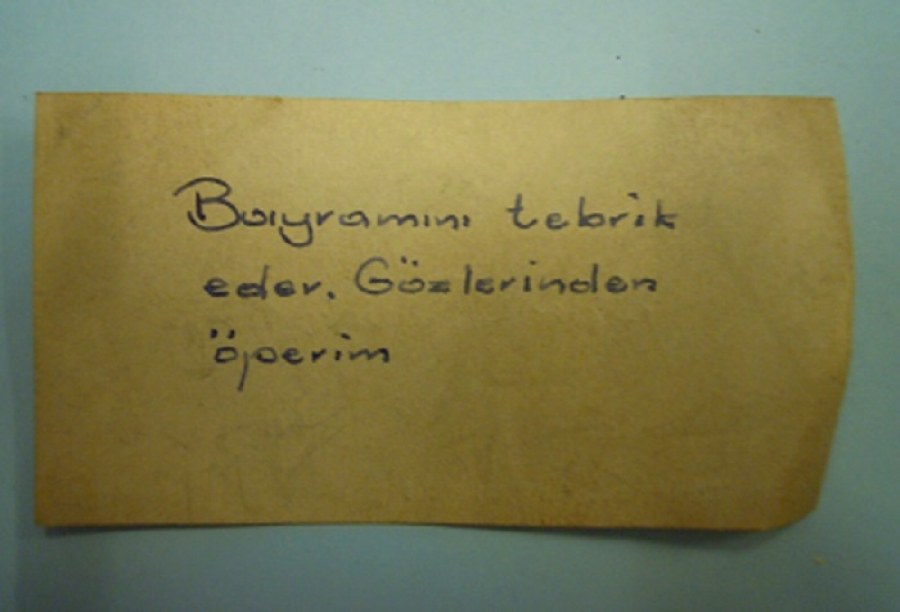 Bayramını tebrik
eder. Gözlerinden
öperim